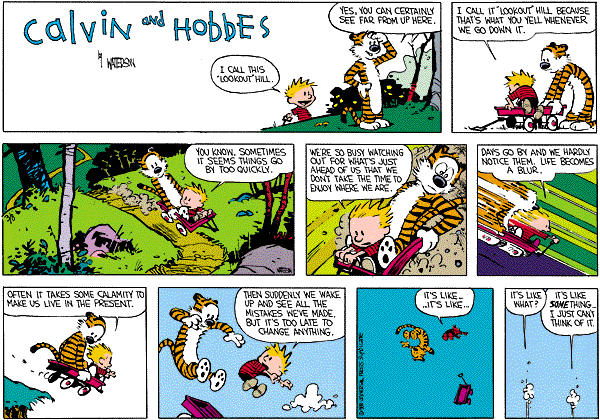 calvin and HOBBES
by WATTERSON
I CALL THIS
"LOOKOUT" HILL.
YES, YOU CAN CERTAINLY
SEE FAR FROM UP HERE.
I CALL IT "LOOKOUT" HILL BECAUSE
THAT'S WHAT YOU YELL WHENEVER
WE GO DOWN IT.
YOU KNOW, SOMETIMES
IT SEEMS THINGS GO
BY TOO QUICKLY.
WE'RE SO BUSY WATCHING
OUT FOR WHAT'S JUST
AHEAD OF US THAT WE
DON'T TAKE THE TIME TO
ENJOY WHERE WE ARE.
DAYS GO BY AND WE HARDLY
NOTICE THEM. LIFE BECOMES
A BLUR.
OFTEN IT TAKES SOME CALAMITY TO
MAKE US LIVE IN THE PRESENT.
THEN SUDDENLY WE WAKE
UP AND SEE ALL THE
MISTAKES WE'VE MADE,
BUT IT'S TOO LATE TO
CHANGE ANYTHING.
IT'S LIKE...
...IT'S LIKE...
IT'S LIKE
WHAT?
IT'S LIKE
SOMETHING...
I JUST CAN'T
THINK OF IT.